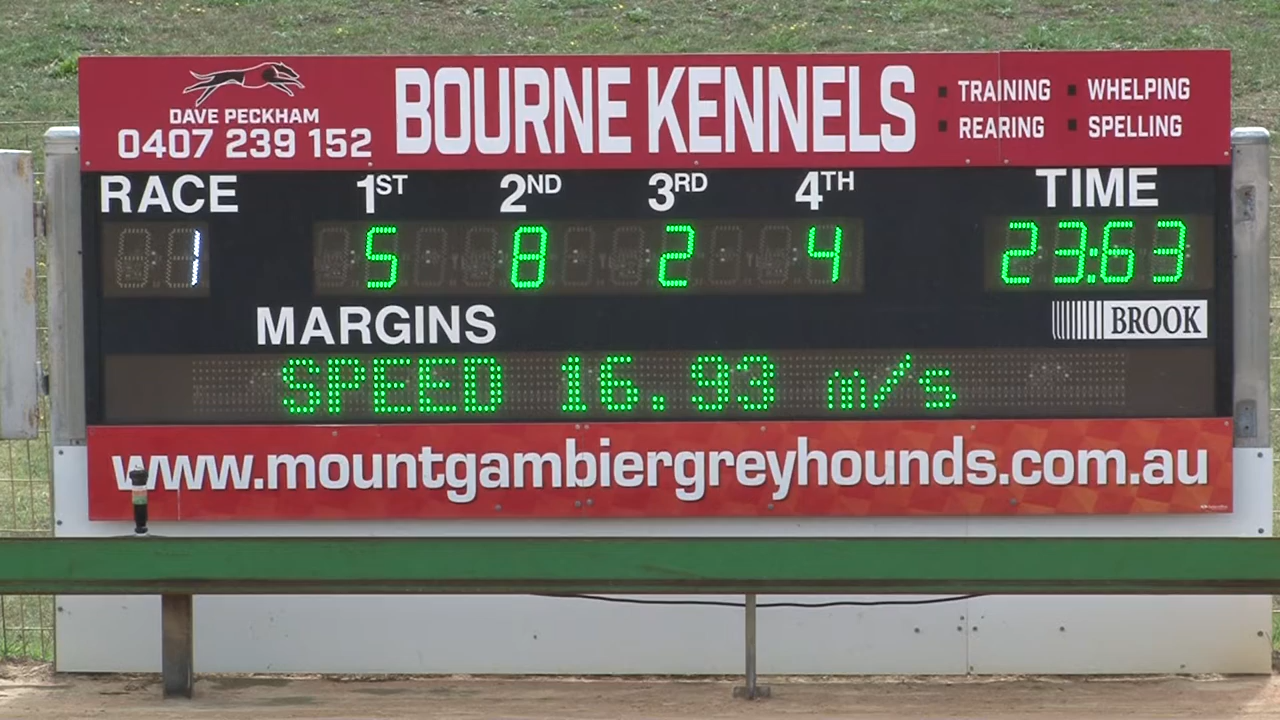 DAVE PECKHAM
0407 239 152
BOURNE KENNELS
TRAINING WHELPING
REARING SPELLING
RACE 1ST 2ND 3RD 4TH TIME
1 5 8 2 4 23:63
MARGINS
BROOK
SPEED 16.93 m/s
www.mountgambiergreyhounds.com.au